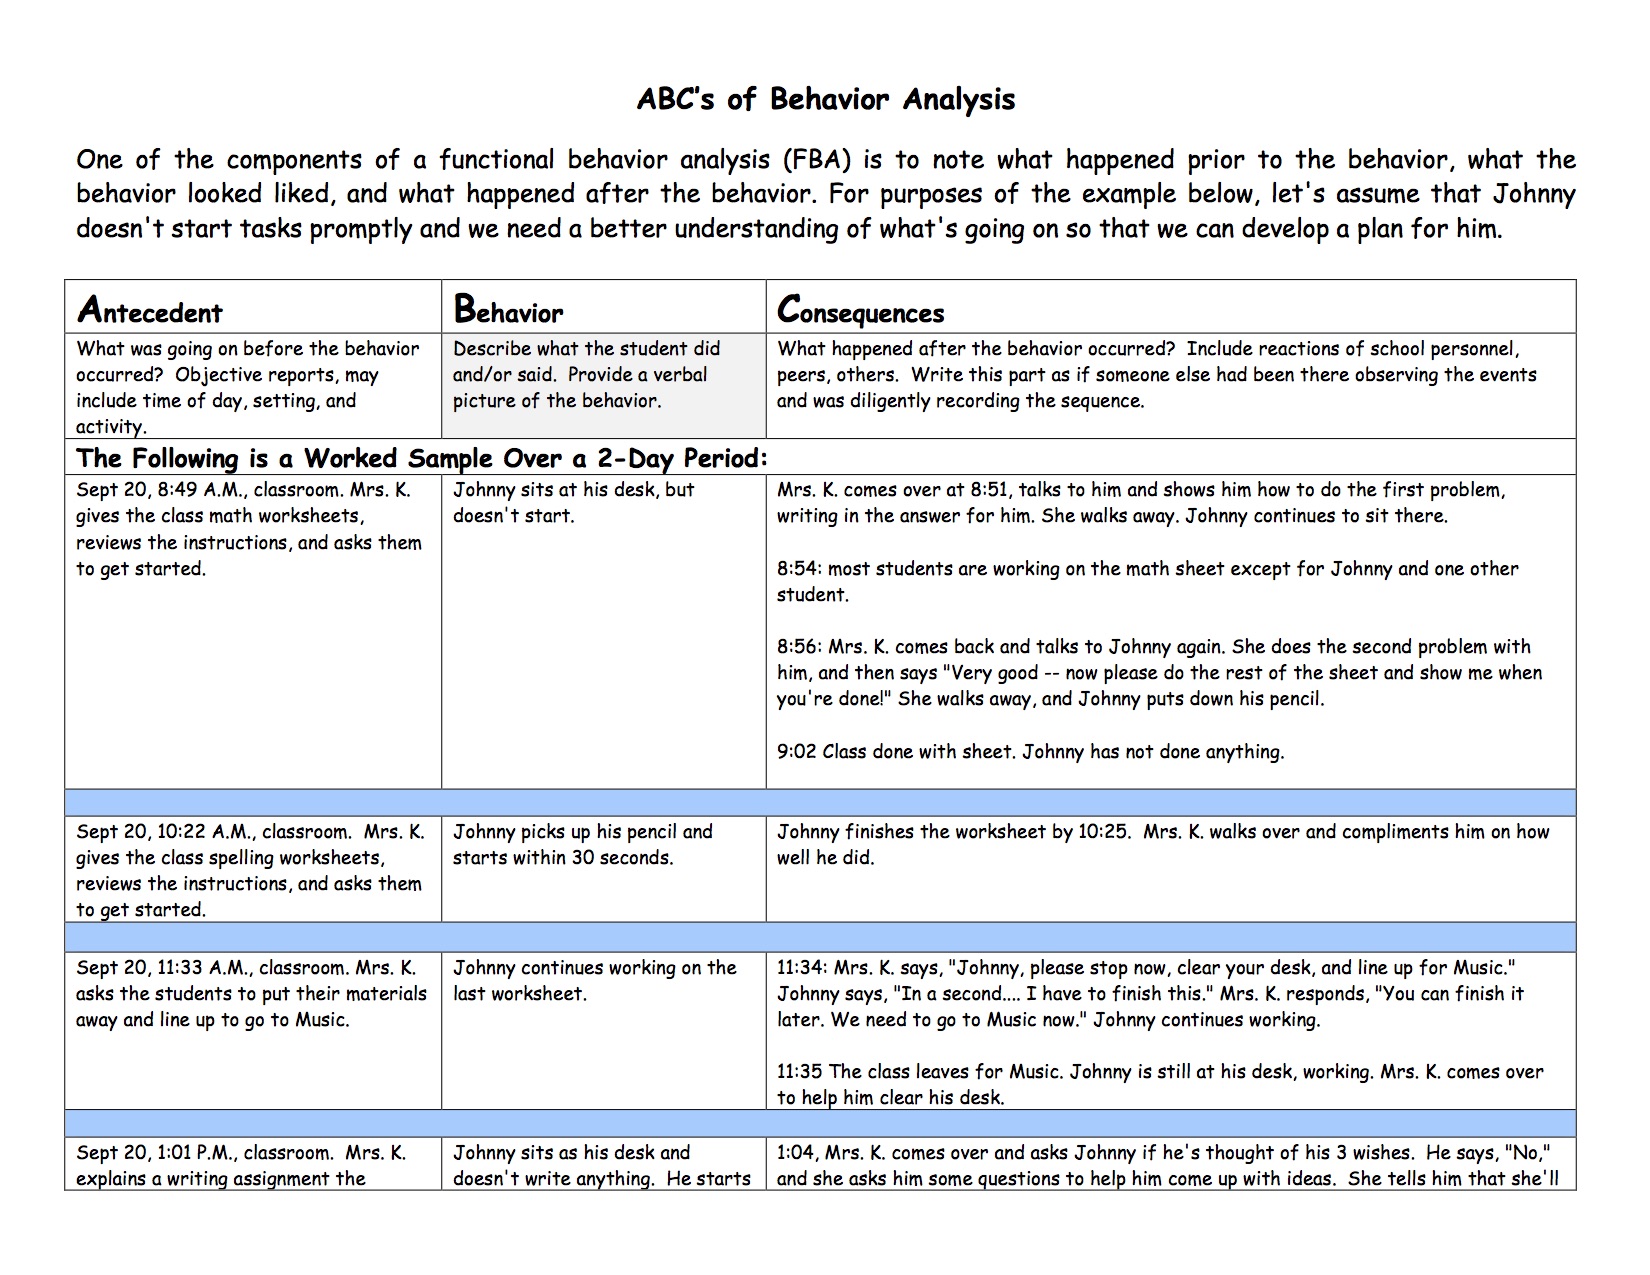 ABC's of Behavior Analysis
One of the components of a functional behavior analysis (FBA) is to note what happened prior to the behavior, what the
behavior looked liked, and what happened after the behavior. For purposes of the example below, let's assume that Johnny
doesn't start tasks promptly and we need a better understanding of what's going on so that we can develop a plan for him.
Antecedent
Behavior
Consequences
What was going on before the behavior
occurred? Objective reports, may
include time of day, setting, and
activity.
Describe what the student did
and/or said. Provide a verbal
picture of the behavior.
What happened after the behavior occurred? Include reactions of school personnel,
peers, others. Write this part as if someone else had been there observing the events
and was diligently recording the sequence.
The Following is a Worked Sample Over a 2-Day Period:
Sept 20, 8:49 A.M., classroom. Mrs. K.
gives the class math worksheets,
reviews the instructions, and asks them
to get started.
Johnny sits at his desk, but
doesn't start.
Mrs. K. comes over at 8:51, talks to him and shows him how to do the first problem,
writing in the answer for him. She walks away. Johnny continues to sit there.
8:54: most students are working on the math sheet except for Johnny and one other
student.
8:56: Mrs. K. comes back and talks to Johnny again. She does the second problem with
him, and then says "Very good -- now please do the rest of the sheet and show me when
you're done!" She walks away, and Johnny puts down his pencil.
9:02 Class done with sheet. Johnny has not done anything.
Sept 20, 10:22 A.M., classroom. Mrs. K.
gives the class spelling worksheets,
reviews the instructions, and asks them
to get started.
Johnny picks up his pencil and
starts within 30 seconds.
Johnny finishes the worksheet by 10:25. Mrs. K. walks over and compliments him on how
well he did.
Sept 20, 11:33 A.M., classroom. Mrs. K.
asks the students to put their materials
away and line up to go to Music.
Johnny continues working on the
last worksheet.
11:34: Mrs. K. says, "Johnny, please stop now, clear your desk, and line up for Music."
Johnny says, "In a second.... I have to finish this." Mrs. K. responds, "You can finish it
later. We need to go to Music now." Johnny continues working.
11:35 The class leaves for Music. Johnny is still at his desk, working. Mrs. K. comes over
to help him clear his desk.
Sept 20, 1:01 P.M., classroom. Mrs. K.
explains a writing assignment the
Johnny sits as his desk and
doesn't write anything. He starts
1:04, Mrs. K. comes over and asks Johnny if he's thought of his 3 wishes. He says, "No,"
and she asks him some questions to help him come up with ideas. She tells him that she'll